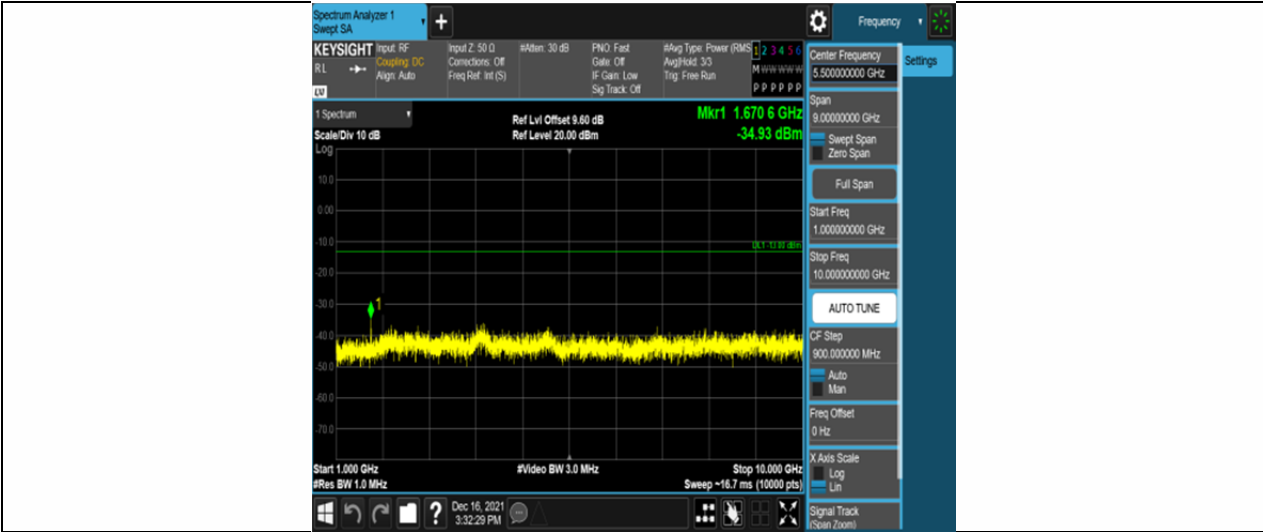 Spectrum Analyzer 1
Swept SA
+
Frequency
KEYSIGHT
RL
LV
Input: RF
Coupling: DC
Align: Auto
Input Z: 50 Ω
Corrections: Off
Freq Ref: Int (S)
#Atten: 30 dB
PNO: Fast
Gate: Off
IF Gain: Low
Sig Track: Off
#Avg Type: Power (RMS
Avg|Hold: 3/3
Trig: Free Run
1 2 3 4 5 6
M W W W W W
P P P P P P
1 Spectrum
Scale/Div 10 dB
Log
Ref Lvl Offset 9.60 dB
Ref Level 20.00 dBm
Mkr1 1.670 6 GHz
-34.93 dBm
10.0
0.00
-10.0
DL1 -13.00 dBm
-20.0
-30.0
1
-40.0
-50.0
-60.0
-70.0
Start 1.000 GHz
#Video BW 3.0 MHz
Stop 10.000 GHz
#Res BW 1.0 MHz
Sweep ~16.7 ms (10000 pts)
?
Dec 16, 2021
3:32:29 PM
Center Frequency
5.500000000 GHz
Settings
Span
9.00000000 GHz
Swept Span
Zero Span
Full Span
Start Freq
1.000000000 GHz
Stop Freq
10.000000000 GHz
AUTO TUNE
CF Step
900.000000 MHz
Auto
Man
Freq Offset
0 Hz
X Axis Scale
Log
Lin
Signal Track
(Span Zoom)